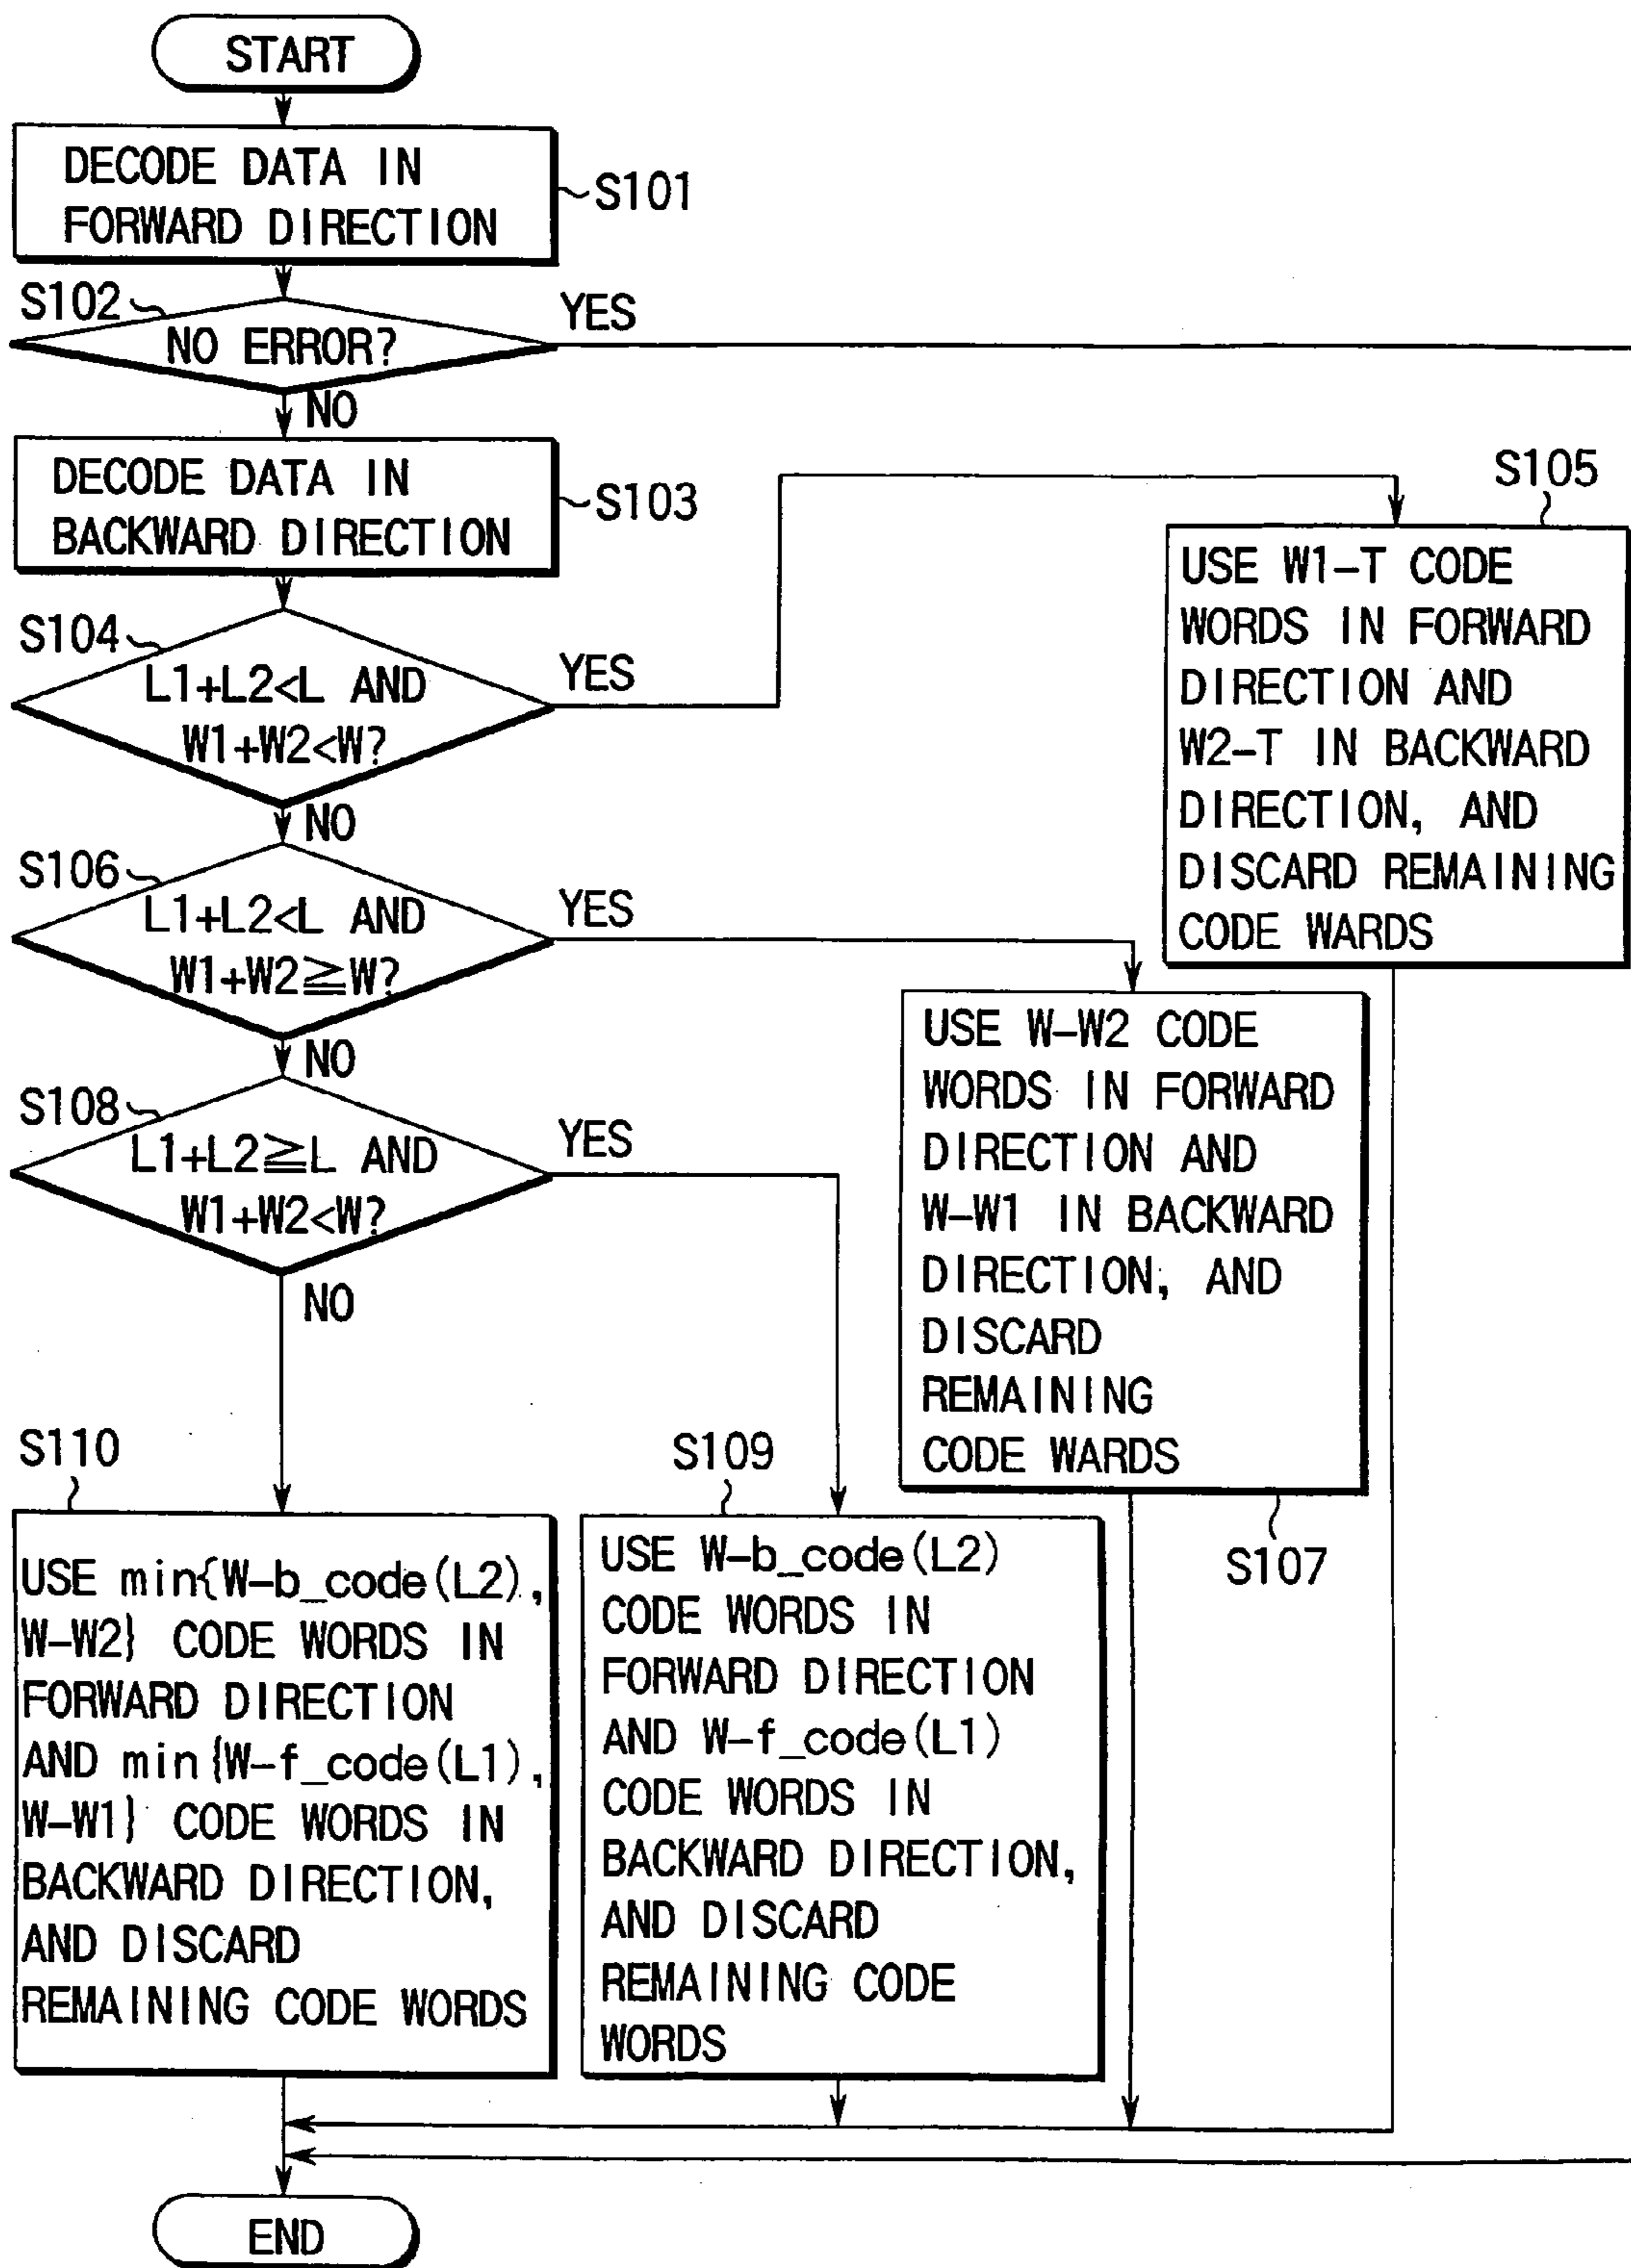 START
DECODE DATA IN
FORWARD DIRECTION
S101
S102
NO ERROR?
YES
NO
DECODE DATA IN
BACKWARD DIRECTION
S103
S104
L1+L2<L AND
W1+W2<W?
YES
NO
S105
USE W1-T CODE
WORDS IN FORWARD
DIRECTION AND
W2-T IN BACKWARD
DIRECTION, AND
DISCARD REMAINING
CODE WARDS
S106
L1+L2<L AND
W1+W2≧W?
YES
NO
USE W-W2 CODE
WORDS IN FORWARD
DIRECTION AND
W-W1 IN BACKWARD
DIRECTION, AND
DISCARD
REMAINING
CODE WARDS
S107
S108
L1+L2≧L AND
W1+W2<W?
YES
NO
S110
USE min{W-b_code(L2),
W-W2} CODE WORDS IN
FORWARD DIRECTION
AND min{W-f_code(L1),
W-W1} CODE WORDS IN
BACKWARD DIRECTION,
AND DISCARD
REMAINING CODE WORDS
S109
USE W-b_code(L2)
CODE WORDS IN
FORWARD DIRECTION
AND W-f_code(L1)
CODE WORDS IN
BACKWARD DIRECTION,
AND DISCARD
REMAINING CODE
WORDS
END